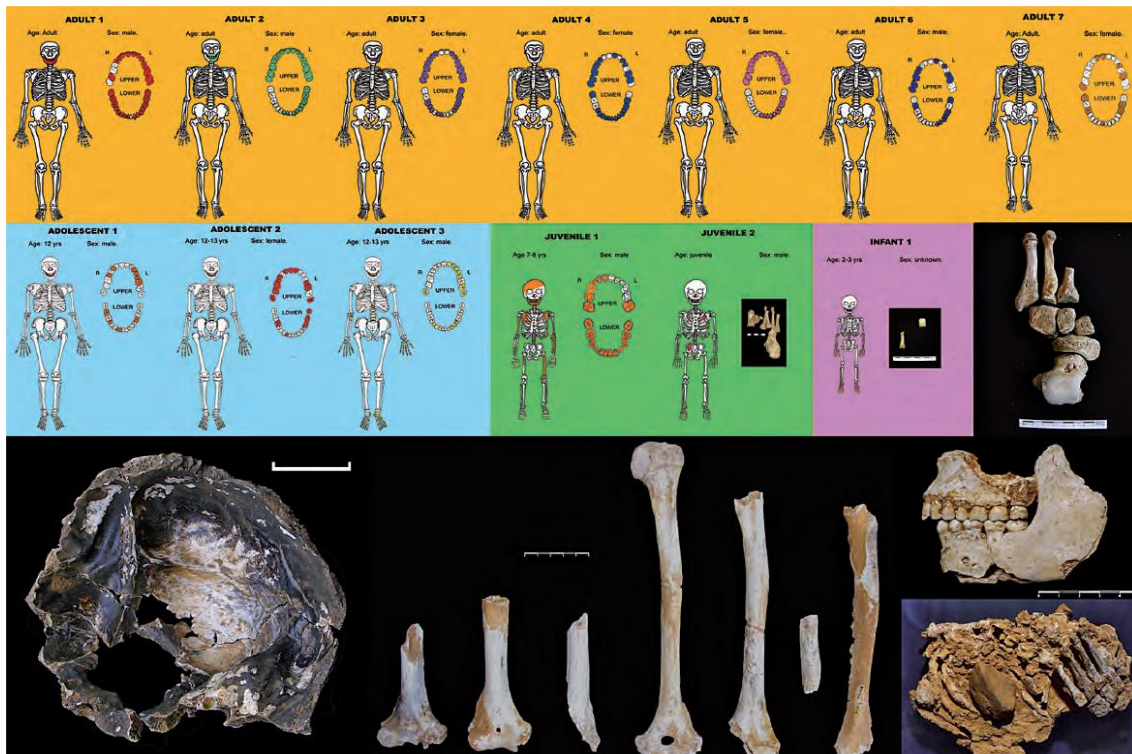 ADULT 1
Age: Adult. Sex: male.
R L
UPPER
LOWER
ADULT 2
Age: adult Sex: male
R L
UPPER
LOWER
ADULT 3
Age: adult Sex: female
R L
UPPER
LOWER
ADULT 4
Age: adult Sex: female
R L
UPPER
LOWER
ADULT 5
Age: adult Sex: female..
R L
UPPER
LOWER
ADULT 6
Age: adult Sex: male.
R L
UPPER
LOWER
ADULT 7
Age: Adult. Sex: female.
R L
UPPER
LOWER
ADOLESCENT 1
Age: 12 yrs Sex: male.
R L
UPPER
LOWER
ADOLESCENT 2
Age: 12-13 yrs Sex: female.
R L
UPPER
LOWER
ADOLESCENT 3
Age: 12-13 yrs Sex: male.
R L
UPPER
LOWER
JUVENILE 1
Age 7-8 yrs Sex: male
R L
UPPER
LOWER
JUVENILE 2
Age: juvenile Sex: male.
INFANT 1
Age: 2-3 yrs Sex: unknown.